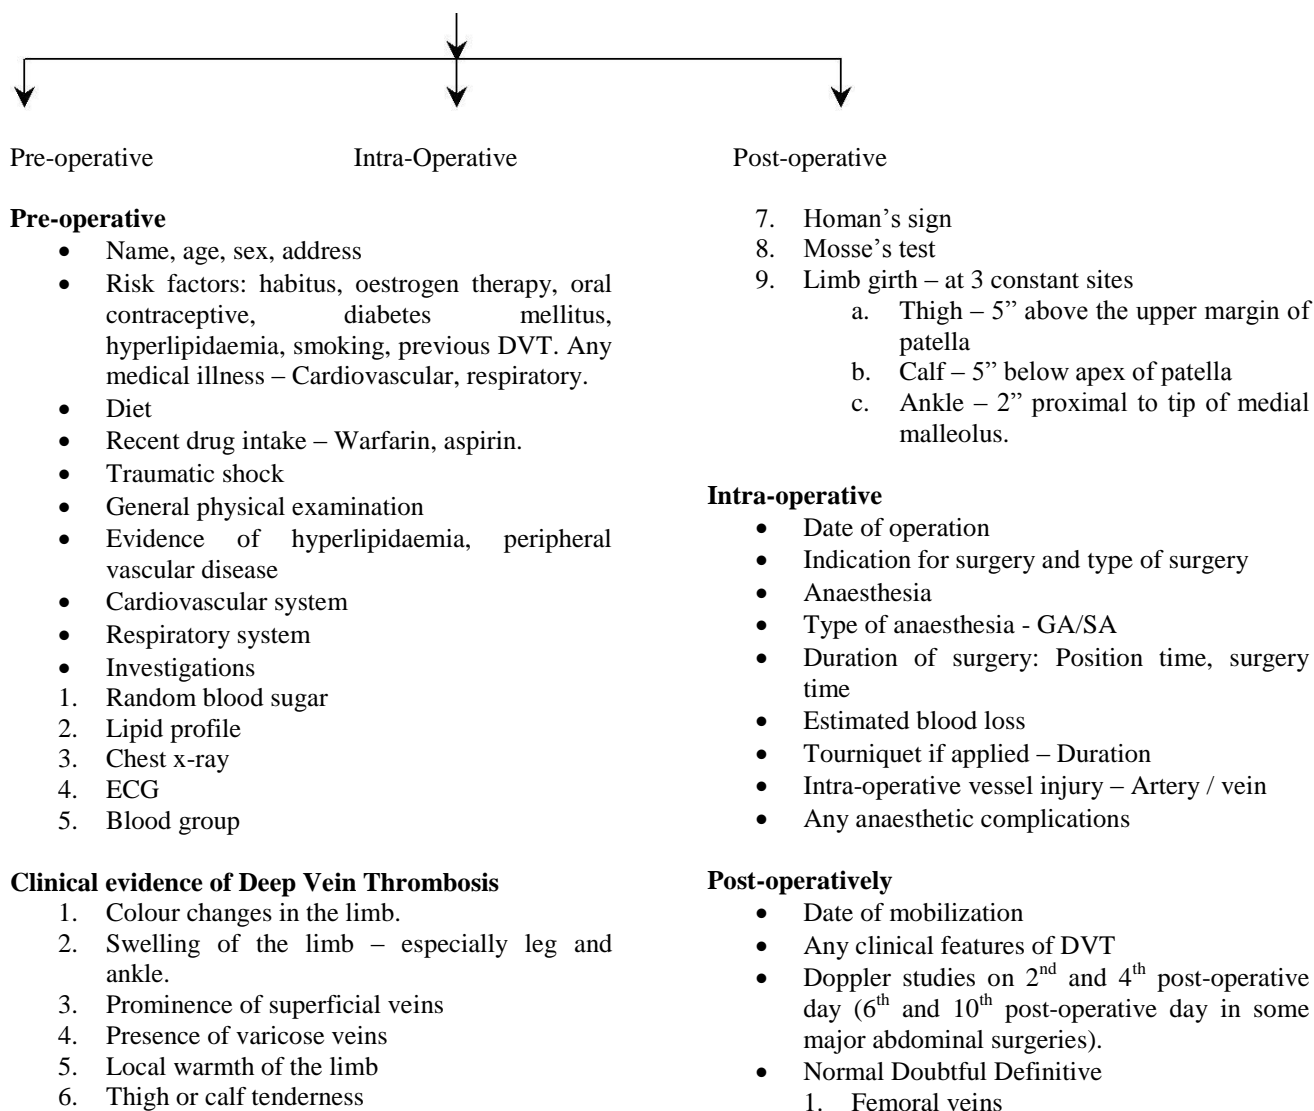 Pre-operative Intra-Operative Post-operative
Pre-operative
• Name, age, sex, address
• Risk factors: habitus, oestrogen therapy, oral
contraceptive, diabetes mellitus,
hyperlipidaemia, smoking, previous DVT. Any
medical illness – Cardiovascular, respiratory.
• Diet
• Recent drug intake – Warfarin, aspirin.
• Traumatic shock
• General physical examination
• Evidence of hyperlipidaemia, peripheral
vascular disease
• Cardiovascular system
• Respiratory system
• Investigations
1. Random blood sugar
2. Lipid profile
3. Chest x-ray
4. ECG
5. Blood group
Clinical evidence of Deep Vein Thrombosis
1. Colour changes in the limb.
2. Swelling of the limb – especially leg and
ankle.
3. Prominence of superficial veins
4. Presence of varicose veins
5. Local warmth of the limb
6. Thigh or calf tenderness
7. Homan’s sign
8. Mosse’s test
9. Limb girth – at 3 constant sites
a. Thigh – 5” above the upper margin of
patella
b. Calf – 5” below apex of patella
c. Ankle – 2” proximal to tip of medial
malleolus.
Intra-operative
• Date of operation
• Indication for surgery and type of surgery
• Anaesthesia
• Type of anaesthesia - GA/SA
• Duration of surgery: Position time, surgery
time
• Estimated blood loss
• Tourniquet if applied – Duration
• Intra-operative vessel injury – Artery / vein
• Any anaesthetic complications
Post-operatively
• Date of mobilization
• Any clinical features of DVT
• Doppler studies on 2nd and 4th post-operative
day (6th and 10th post-operative day in some
major abdominal surgeries).
• Normal Doubtful Definitive
1. Femoral veins